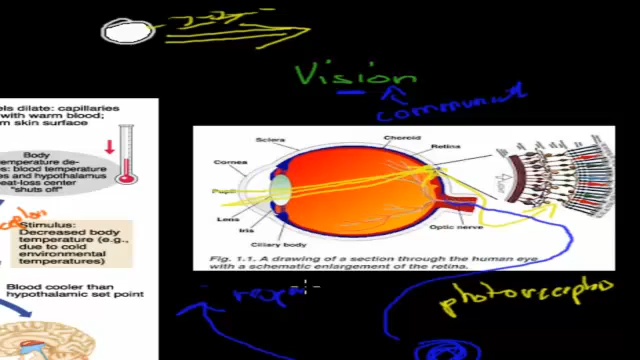 Vision
communicat
els dilate: capillaries
with warm blood;
m skin surface
Body
mperature de-
es: blood temperature
es and hypothalamus
eat-loss center
"shuts off"
Stimulus:
Decreased body
temperature (e.g.,
due to cold
environmental
temperatures)
Blood cooler than
hypothalamic set point
Sclera
Choroid
Retina
Cornea
Pupil
Lens
Iris
Ciliary body
Optic nerve
Fig. 1.1. A drawing of a section through the human eye
with a schematic enlargement of the retina.
photorecepto